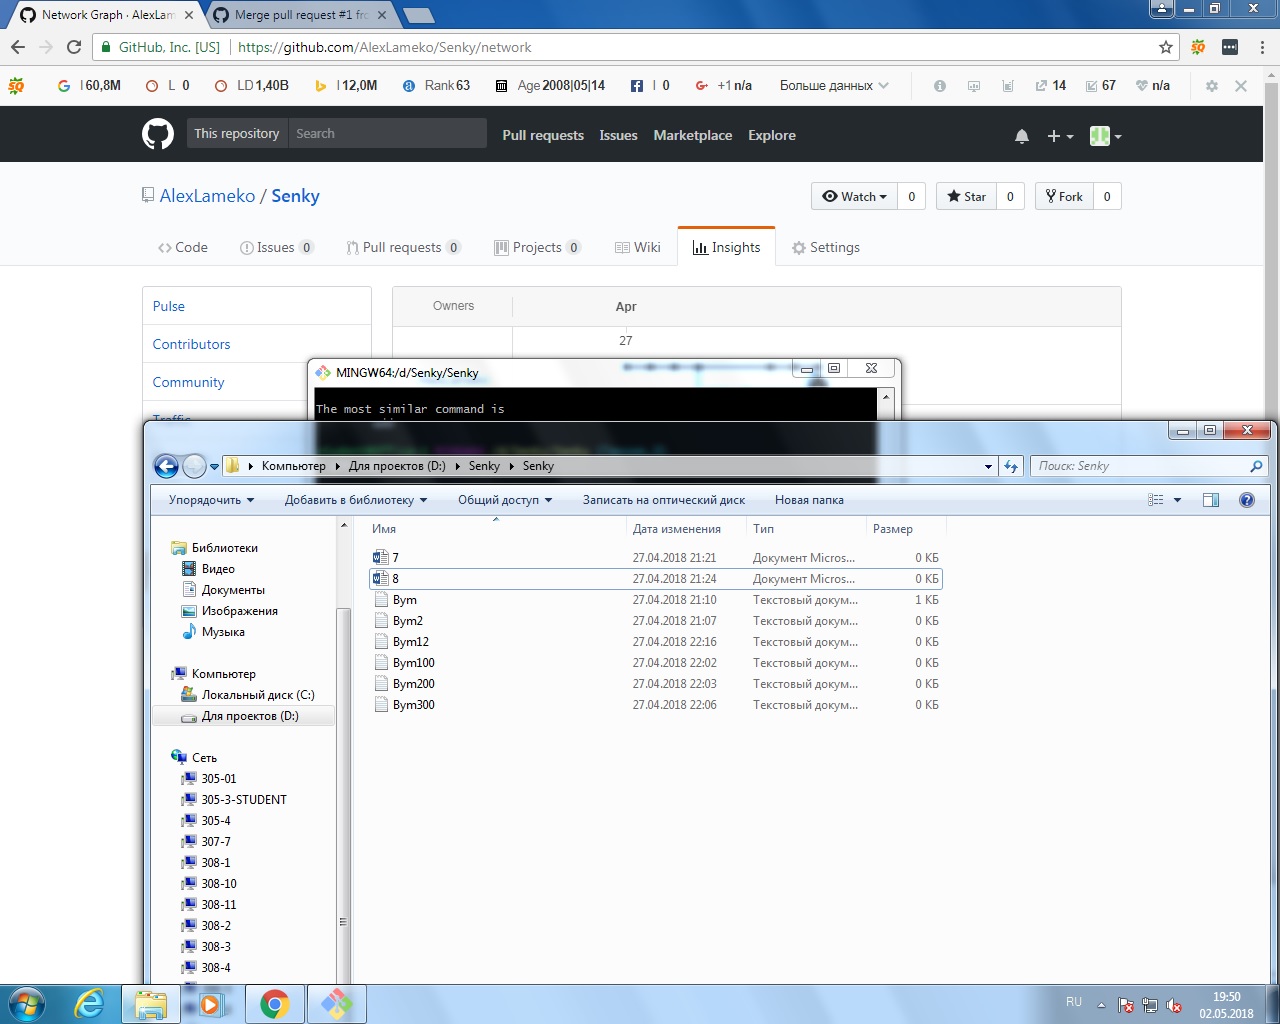 Network Graph · AlexLam
Merge pull request #1 fro
GitHub, Inc. [US] https://github.com/AlexLameko/Senky/network
I 60,8M L 0 LD 1,40B I 12,0M Rank 63 Age 2008|05|14 I 0 +1 n/a Больше данных 14 67 n/a
This repository Search Pull requests Issues Marketplace Explore
AlexLameko / Senky
Watch 0 Star 0 Fork 0
Code Issues 0 Pull requests 0 Projects 0 Wiki Insights Settings
Pulse
Contributors
Community
Traffic
Owners Apr
27
MINGW64:/d/Senky/Senky
The most similar command is
Компьютер Для проектов (D:) Senky Senky
Поиск: Senky
Упорядочить Добавить в библиотеку Общий доступ Записать на оптический диск Новая папка
Имя Дата изменения Тип Размер
7 27.04.2018 21:21 Документ Micros... 0 КБ
8 27.04.2018 21:24 Документ Micros... 0 КБ
Bym 27.04.2018 21:10 Текстовый докум... 1 КБ
Bym2 27.04.2018 21:07 Текстовый докум... 0 КБ
Bym12 27.04.2018 22:16 Текстовый докум... 0 КБ
Bym100 27.04.2018 22:02 Текстовый докум... 0 КБ
Bym200 27.04.2018 22:03 Текстовый докум... 0 КБ
Bym300 27.04.2018 22:06 Текстовый докум... 0 КБ
Библиотеки
Видео
Документы
Изображения
Музыка
Компьютер
Локальный диск (C:)
Для проектов (D:)
Сеть
305-01
305-3-STUDENT
305-4
307-7
308-1
308-10
308-11
308-2
308-3
308-4
RU
19:50
02.05.2018